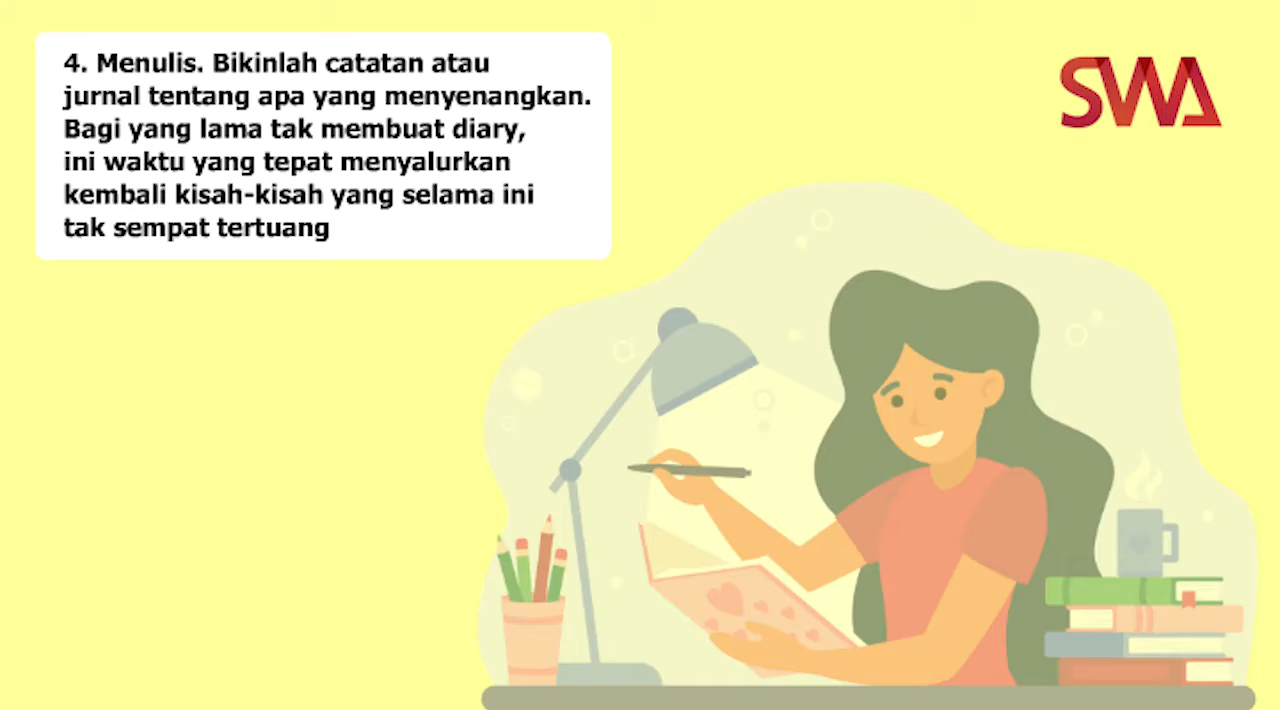 4. Menulis. Bikinlah catatan atau
jurnal tentang apa yang menyenangkan.
Bagi yang lama tak membuat diary,
ini waktu yang tepat menyalurkan
kembali kisah-kisah yang selama ini
tak sempat tertuang
SWA